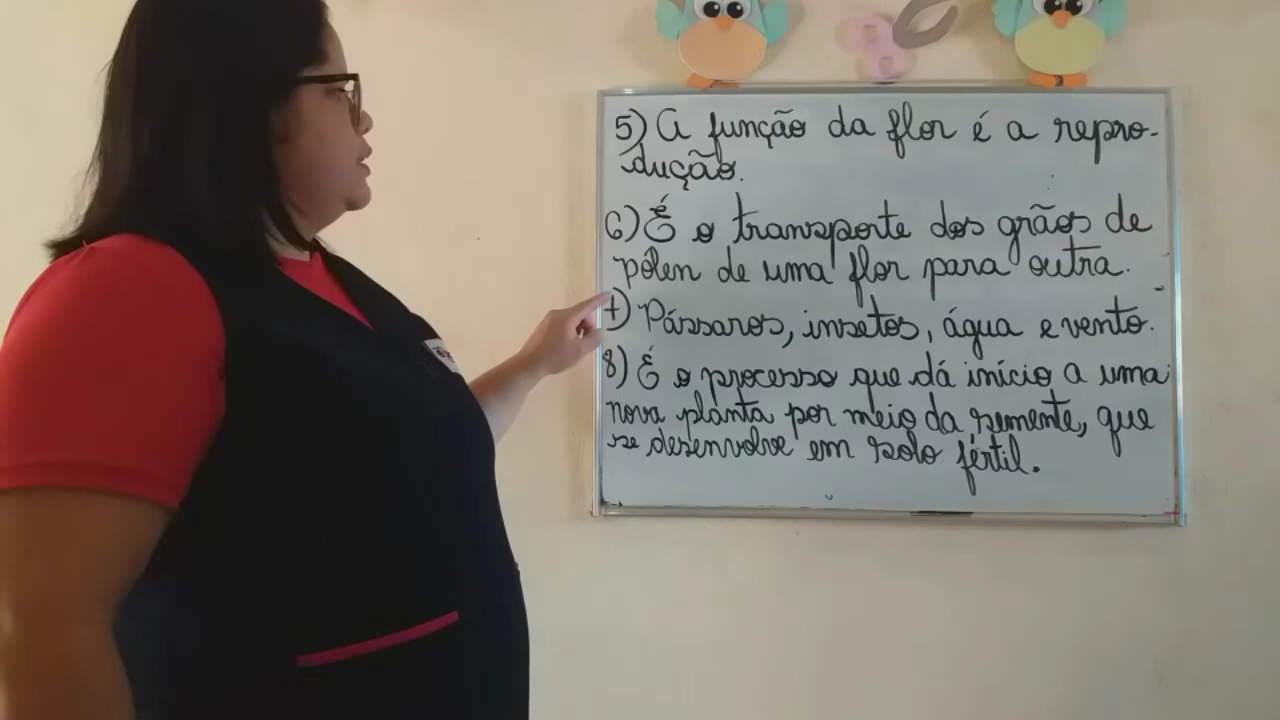 5) A função da flor é a repro-
dução.
6) É o transporte dos grãos de
pólen de uma flor para outra.
7) Pássaros, insetos, água e vento.
8) É o processo que dá início a uma
nova planta por meio da semente, que
se desenvolve em solo fértil.